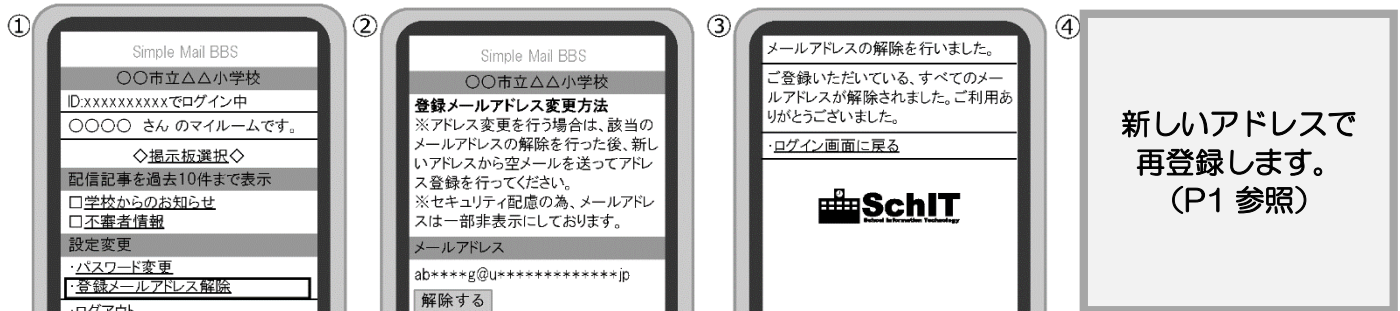 ①
Simple Mail BBS
〇〇市立△△小学校
ID:xxxxxxxxxxでログイン中
〇〇〇〇 さん のマイルームです。
◇掲示板選択◇
配信記事を過去10件まで表示
□学校からのお知らせ
□不審者情報
設定変更
・パスワード変更
・登録メールアドレス解除
・ログアウト
②
Simple Mail BBS
〇〇市立△△小学校
登録メールアドレス変更方法
※アドレス変更を行う場合は、該当の
メールアドレスの解除を行った後、新し
いアドレスから空メールを送ってアドレ
ス登録を行ってください。
※セキュリティ配慮の為、メールアドレ
スは一部非表示にしております。
メールアドレス
ab****g@u*************jp
解除する
③
メールアドレスの解除を行いました。
ご登録いただいている、すべてのメー
ルアドレスが解除されました。ご利用あ
りがとうございました。
・ログイン画面に戻る
SchIT
School Information Technology
④
新しいアドレスで
再登録します。
（P1 参照）